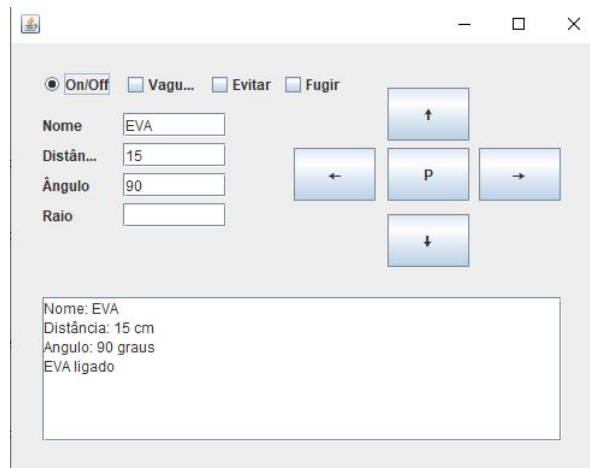 On/Off Vagu... Evitar Fugir
↑
Nome EVA
Distân... 15
← P →
Ângulo 90
Raio
↓
Nome: EVA
Distância: 15 cm
Angulo: 90 graus
EVA ligado